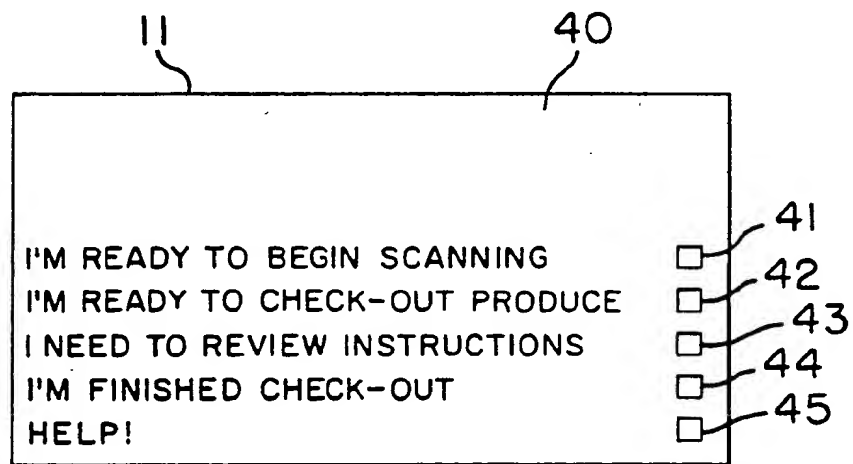 11 40
I'M READY TO BEGIN SCANNING 41
I'M READY TO CHECK-OUT PRODUCE 42
I NEED TO REVIEW INSTRUCTIONS 43
I'M FINISHED CHECK-OUT 44
HELP! 45